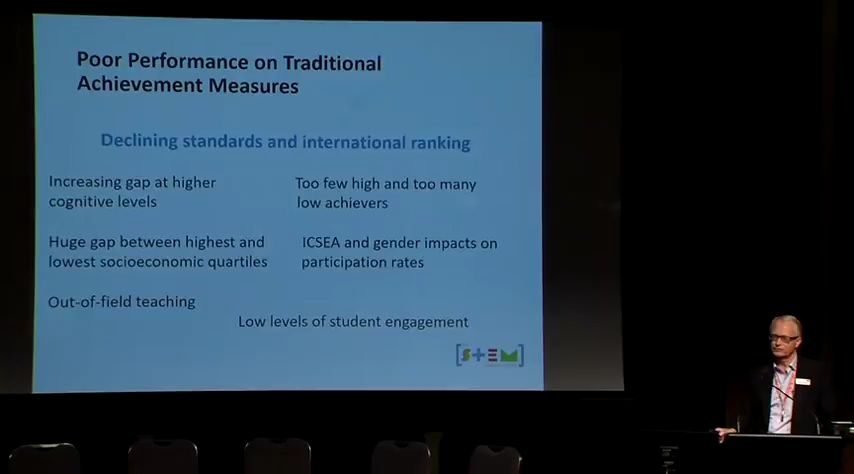 Poor Performance on Traditional
Achievement Measures
Declining standards and international ranking
Increasing gap at higher
cognitive levels
Too few high and too many
low achievers
Huge gap between highest and
lowest socioeconomic quartiles
ICSEA and gender impacts on
participation rates
Out-of-field teaching
Low levels of student engagement
[STEM]